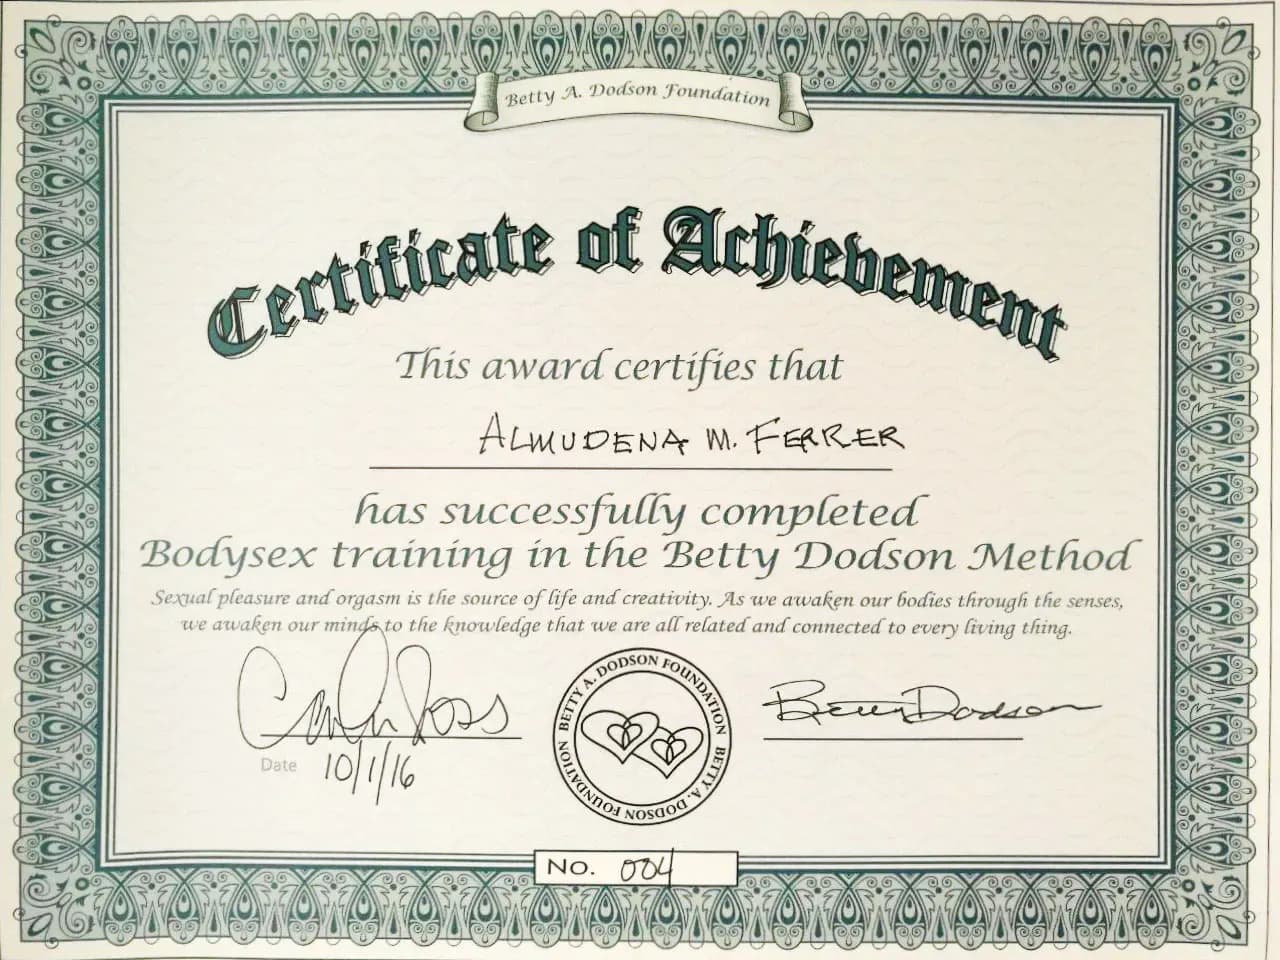 Betty A. Dodson Foundation
Certificate of Achievement
This award certifies that
ALMUDENA M. FERRER
has successfully completed
Bodysex training in the Betty Dodson Method
Sexual pleasure and orgasm is the source of life and creativity. As we awaken our bodies through the senses,
we awaken our minds to the knowledge that we are all related and connected to every living thing.
Carlin Ross
Betty Dodson
Date 10/1/16
BETTY A. DODSON FOUNDATION BETTY A. DODSON FOUNDATION
No. 004